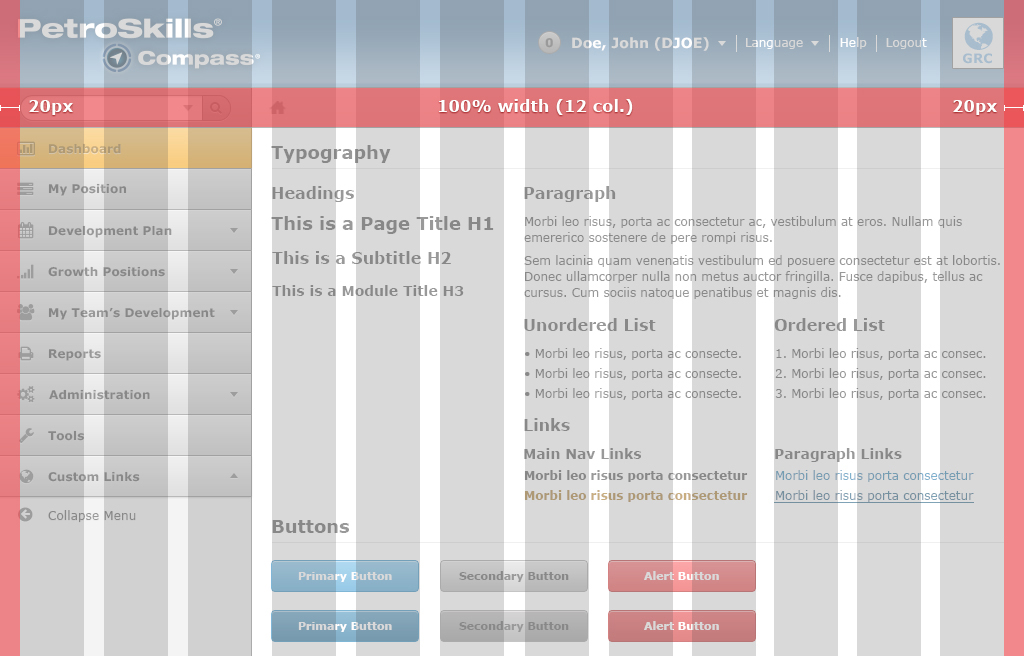 PetroSkills®
Compass®
0 Doe, John (DJOE) Language Help Logout
GRC
20px 100% width (12 col.) 20px
Dashboard
My Position
Development Plan
Growth Positions
My Team's Development
Reports
Administration
Tools
Custom Links
Collapse Menu
Typography
Headings
This is a Page Title H1
This is a Subtitle H2
This is a Module Title H3
Paragraph
Morbi leo risus, porta ac consectetur ac, vestibulum at eros. Nullam quis
emererico sostenere de pere rompi risus.
Sem lacinia quam venenatis vestibulum ed posuere consectetur est at lobortis.
Donec ullamcorper nulla non metus auctor fringilla. Fusce dapibus, tellus ac
cursus. Cum sociis natoque penatibus et magnis dis.
Unordered List
• Morbi leo risus, porta ac consecte.
• Morbi leo risus, porta ac consecte.
• Morbi leo risus, porta ac consecte.
Ordered List
1. Morbi leo risus, porta ac consec.
2. Morbi leo risus, porta ac consec.
3. Morbi leo risus, porta ac consec.
Links
Main Nav Links
Morbi leo risus porta consectetur
Morbi leo risus porta consectetur
Paragraph Links
Morbi leo risus porta consectetur
Morbi leo risus porta consectetur
Buttons
Primary Button Secondary Button Alert Button
Primary Button Secondary Button Alert Button